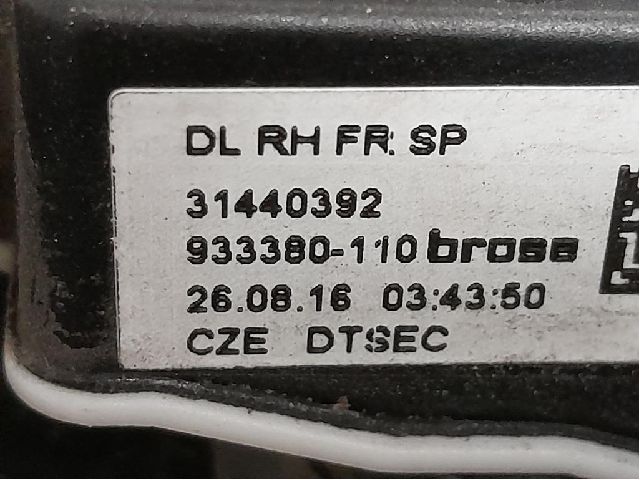 DL RH FR SP
31440392
933380-110 brose
26.08.16 03:43:50
CZE DTSEC